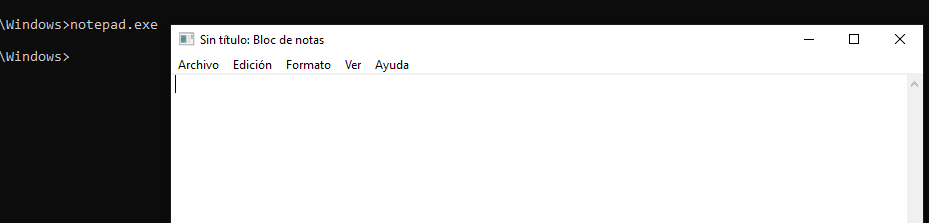 \Windows>notepad.exe
\Windows>
Sin título: Bloc de notas
Archivo Edición Formato Ver Ayuda